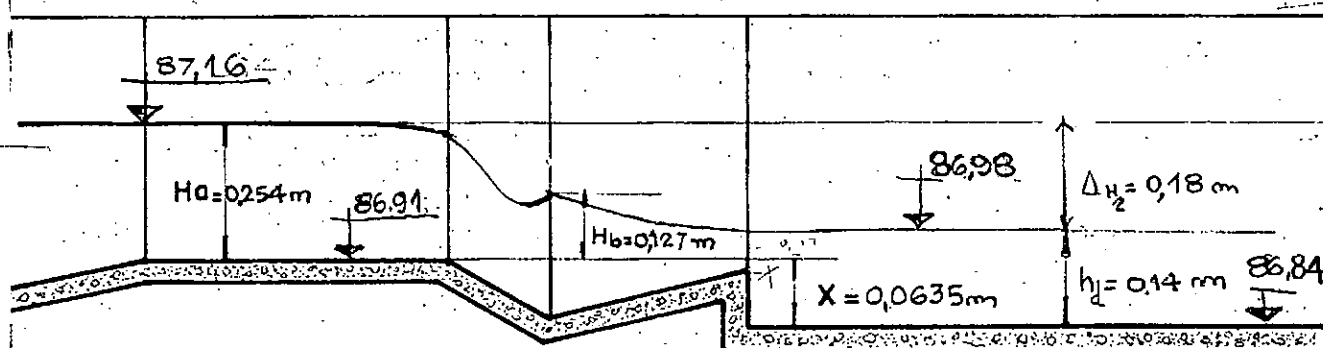 87,16
Ha=0,254m
86.91
Hb=0,127m
86,98
ΔH₂=0,18 m
X=0,0635m
hd=0,14 m
86,84